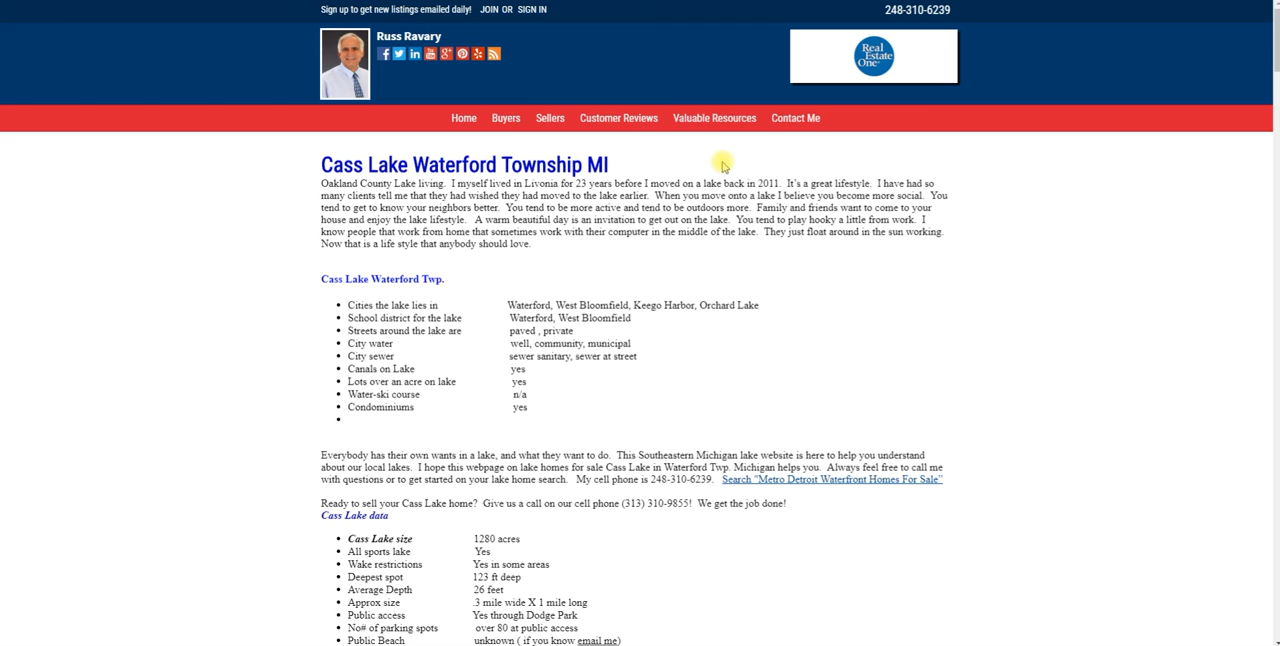 Sign up to get new listings emailed daily! JOIN OR SIGN IN 248-310-6239
Russ Ravary
Real Estate One
Home Buyers Sellers Customer Reviews Valuable Resources Contact Me
Cass Lake Waterford Township MI
Oakland County Lake living. I myself lived in Livonia for 23 years before I moved on a lake back in 2011. It's a great lifestyle. I have had so
many clients tell me that they had wished they had moved to the lake earlier. When you move onto a lake I believe you become more social. You
tend to get to know your neighbors better. You tend to be more active and tend to be outdoors more. Family and friends want to come to your
house and enjoy the lake lifestyle. A warm beautiful day is an invitation to get out on the lake. You tend to play hooky a little from work. I
know people that work from home that sometimes work with their computer in the middle of the lake. They just float around in the sun working.
Now that is a life style that anybody should love.
Cass Lake Waterford Twp.
Cities the lake lies in Waterford, West Bloomfield, Keego Harbor, Orchard Lake
School district for the lake Waterford, West Bloomfield
Streets around the lake are paved , private
City water well, community, municipal
City sewer sewer sanitary, sewer at street
Canals on Lake yes
Lots over an acre on lake yes
Water-ski course n/a
Condominiums yes
Everybody has their own wants in a lake, and what they want to do. This Southeastern Michigan lake website is here to help you understand
about our local lakes. I hope this webpage on lake homes for sale Cass Lake in Waterford Twp. Michigan helps you. Always feel free to call me
with questions or to get started on your lake home search. My cell phone is 248-310-6239. Search "Metro Detroit Waterfront Homes For Sale"
Ready to sell your Cass Lake home? Give us a call on our cell phone (313) 310-9855! We get the job done!
Cass Lake data
Cass Lake size 1280 acres
All sports lake Yes
Wake restrictions Yes in some areas
Deepest spot 123 ft deep
Average Depth 26 feet
Approx size .3 mile wide X 1 mile long
Public access Yes through Dodge Park
No# of parking spots over 80 at public access
Public Beach unknown ( if you know email me)